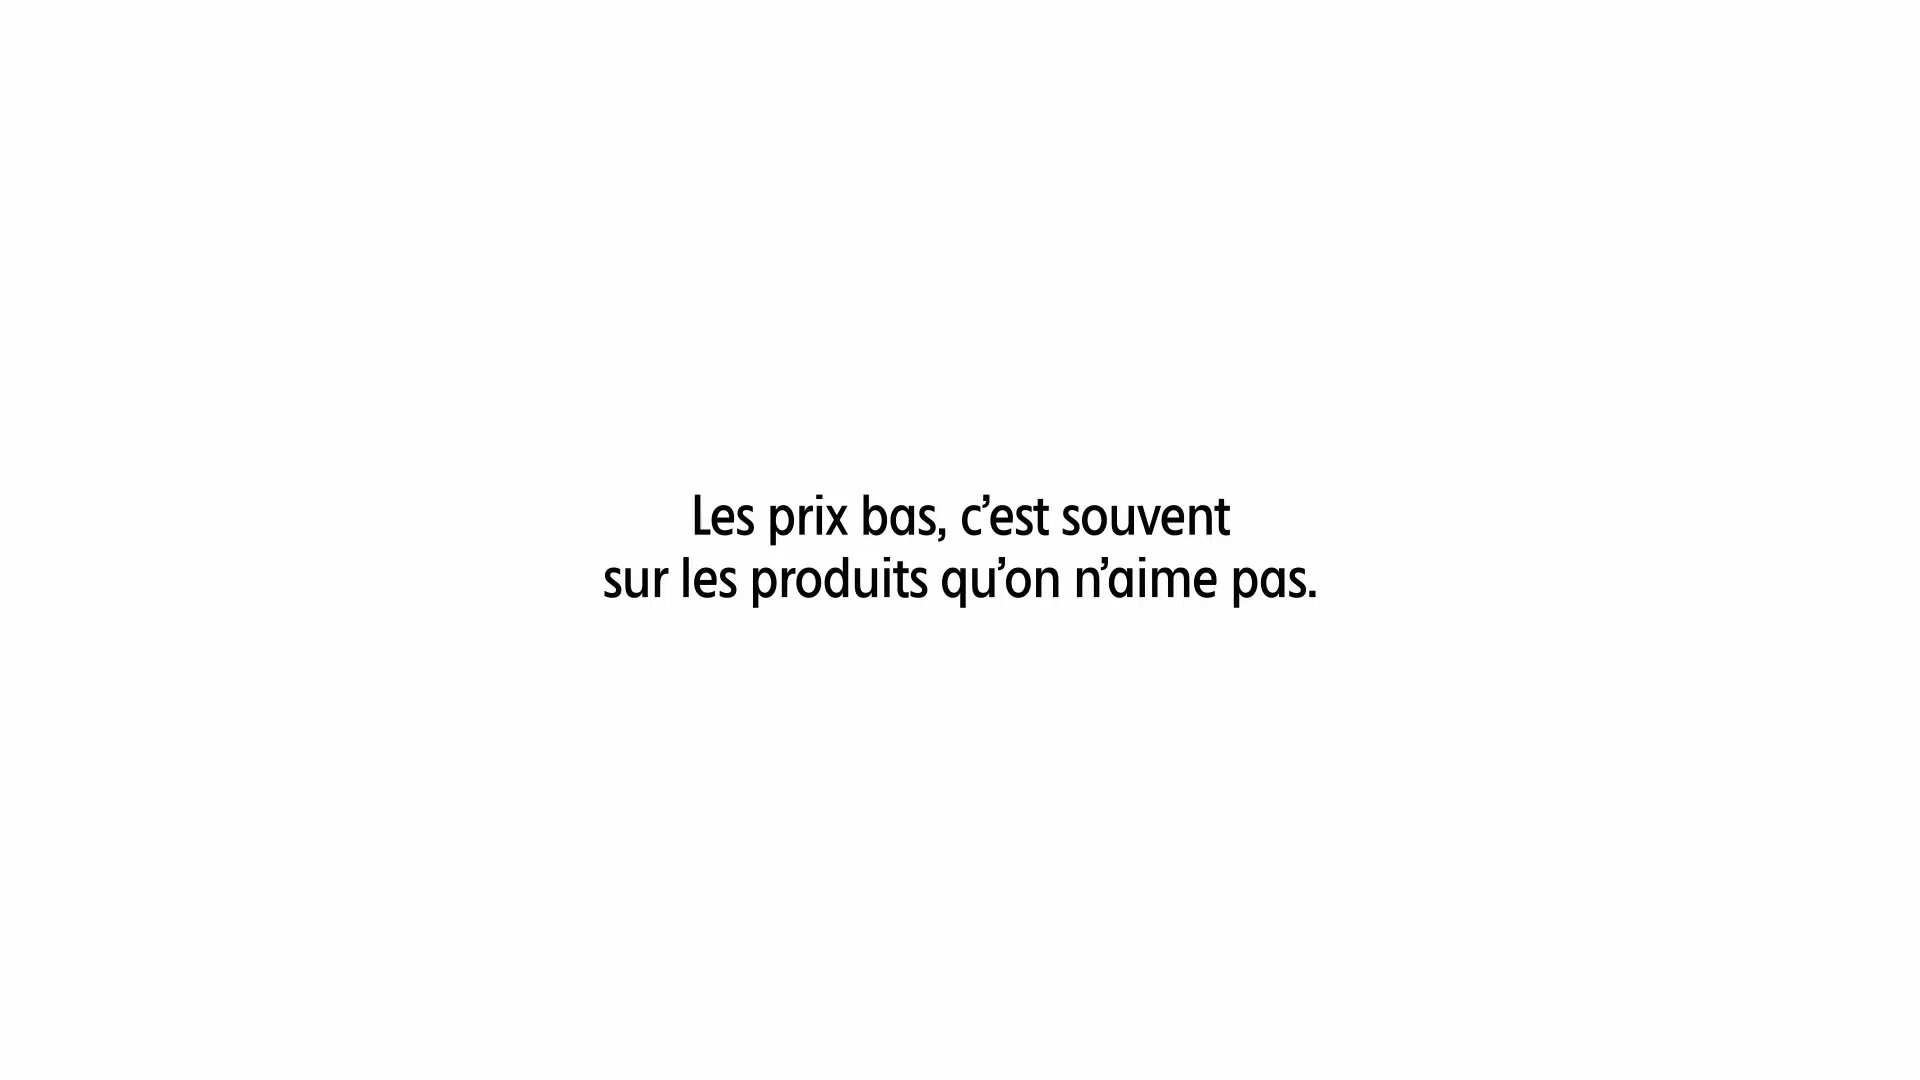 Les prix bas, c’est souvent
sur les produits qu’on n’aime pas.